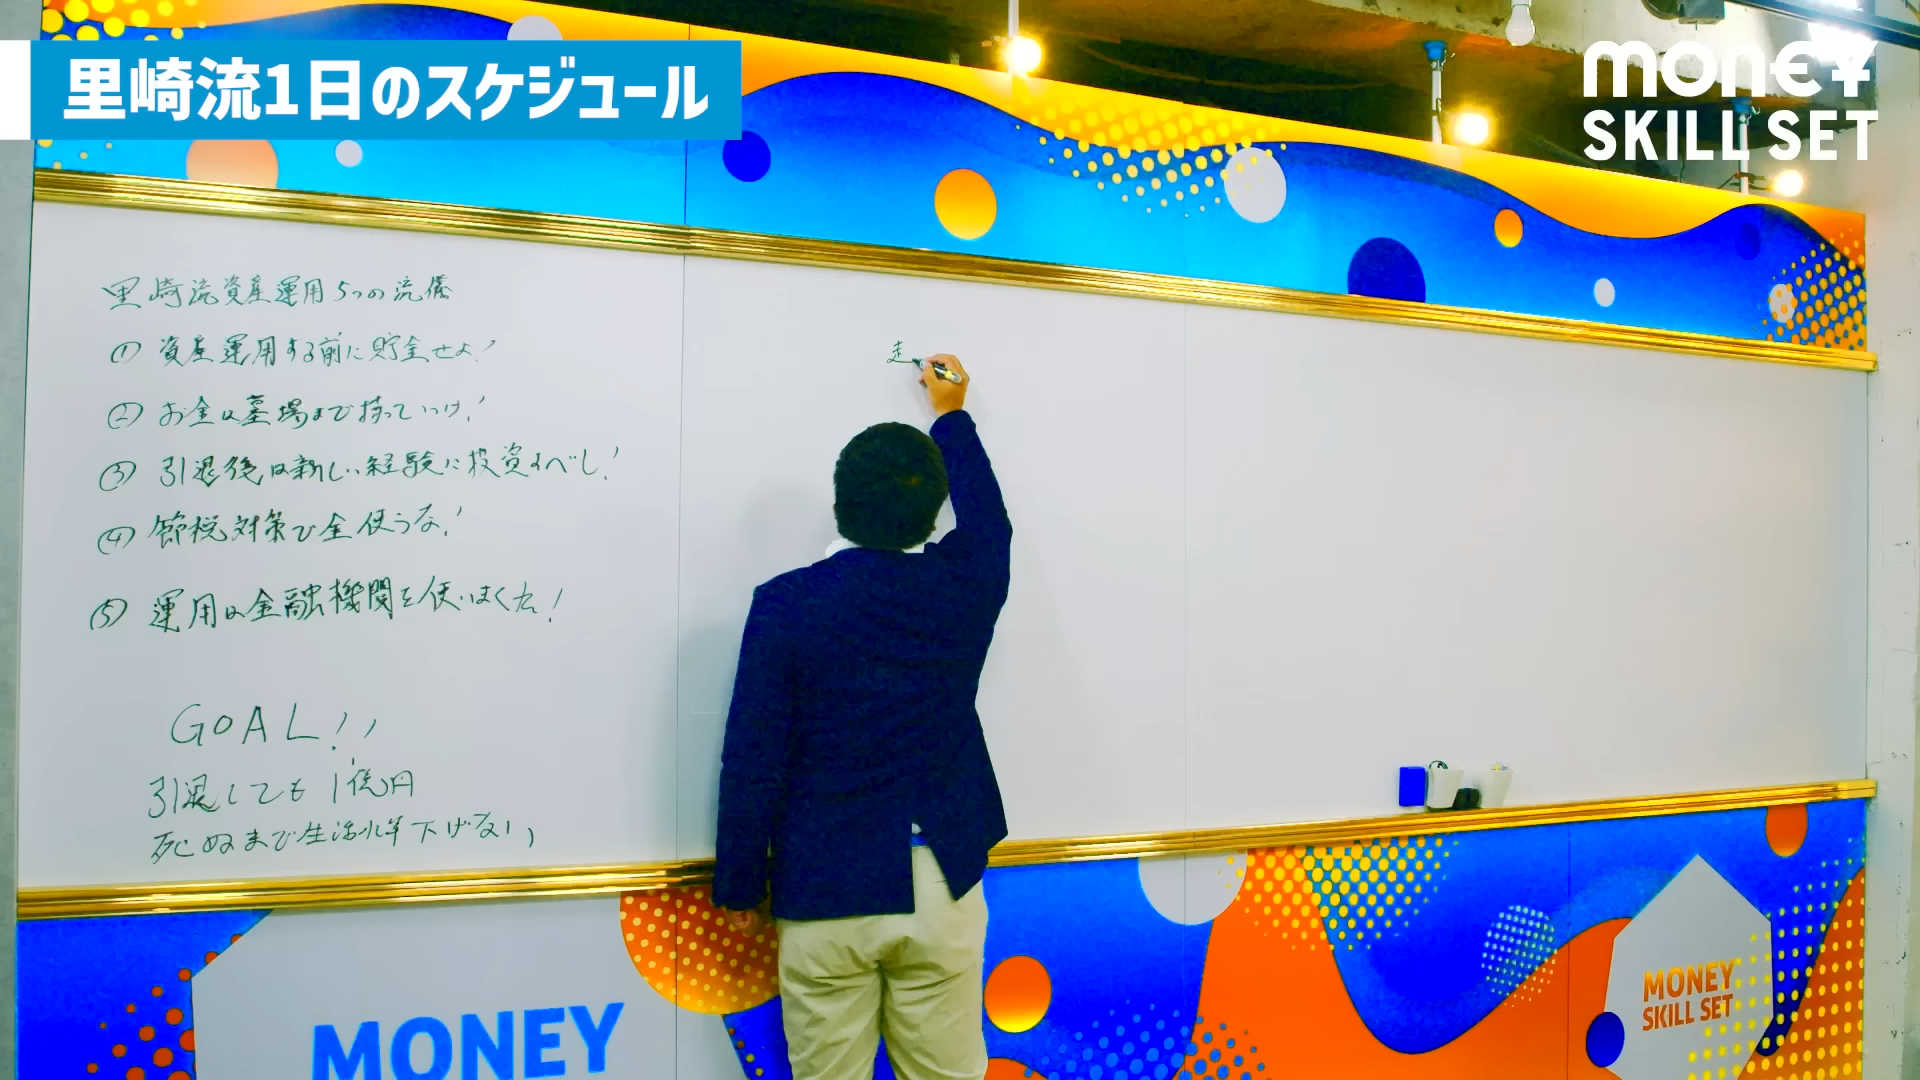 里崎流1日のスケジュール
MONE¥
SKILL SET
里崎流資産運用5つの流儀
① 資産運用する前に貯金せよ!
② お金は墓場まで持っていけ!
③ 引退後は新しい経験に投資すべし!
④ 節税対策で金使うな!
⑤ 運用は金融機関を使いまくれ!
GOAL!!
引退しても1億円
死ぬまで生活水準下げない
走
MONEY
MONEY
SKILL SET